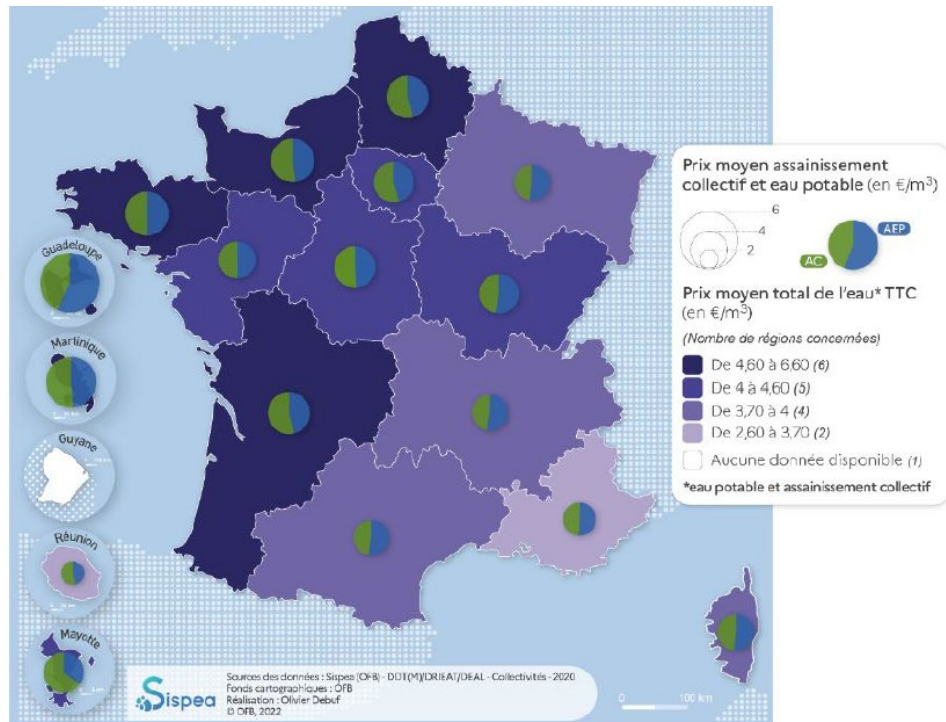 Guadeloupe
Martinique
Guyane
Réunion
Mayotte
Prix moyen assainissement
collectif et eau potable (en €/m³)
6
4
2
AEP
AC
Prix moyen total de l'eau* TTC
(en €/m³)
(Nombre de régions concernées)
De 4,60 à 6,60 (6)
De 4 à 4,60 (5)
De 3,70 à 4 (4)
De 2,60 à 3,70 (2)
Aucune donnée disponible (1)
*eau potable et assainissement collectif
Sispea
Sources des données : Sispea (OFB) - DDT(M)/DRIEAT/DEAL - Collectivités - 2020
Fonds cartographiques : OFB
Réalisation : Olivier Debuf
© OFB, 2022
0 100 km